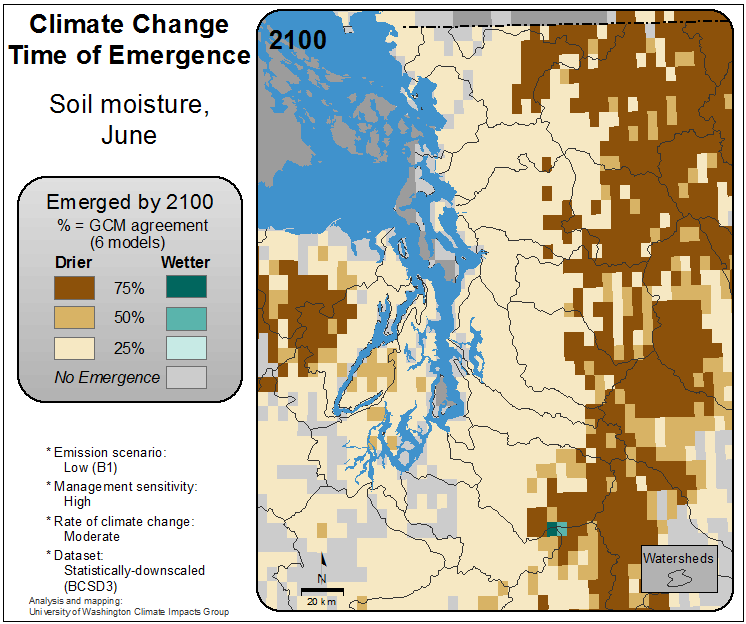 Climate Change
Time of Emergence
Soil moisture,
June
Emerged by 2100
% = GCM agreement
(6 models)
Drier Wetter
75%
50%
25%
No Emergence
* Emission scenario:
Low (B1)
* Management sensitivity:
High
* Rate of climate change:
Moderate
* Dataset:
Statistically-downscaled
(BCSD3)
Analysis and mapping:
University of Washington Climate Impacts Group
2100
N
20 km
Watersheds